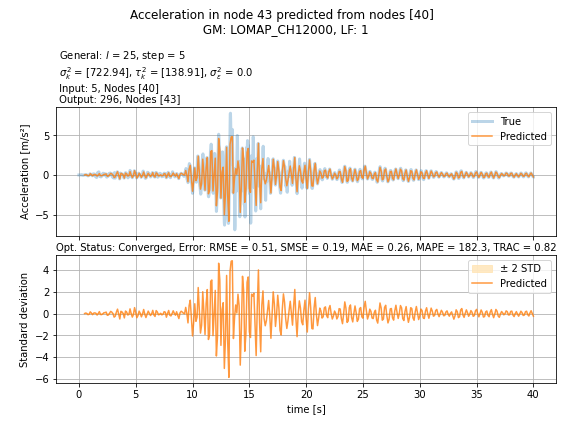 Acceleration in node 43 predicted from nodes [40]
GM: LOMAP_CH12000, LF: 1
General: l = 25, step = 5
σ²ₖ = [722.94], τ²ₖ = [138.91], σ²ε = 0.0
Input: 5, Nodes [40]
Output: 296, Nodes [43]
True
Predicted
Acceleration [m/s²]
5
0
−5
Opt. Status: Converged, Error: RMSE = 0.51, SMSE = 0.19, MAE = 0.26, MAPE = 182.3, TRAC = 0.82
± 2 STD
Predicted
Standard deviation
4
2
0
−2
−4
−6
0 5 10 15 20 25 30 35 40
time [s]